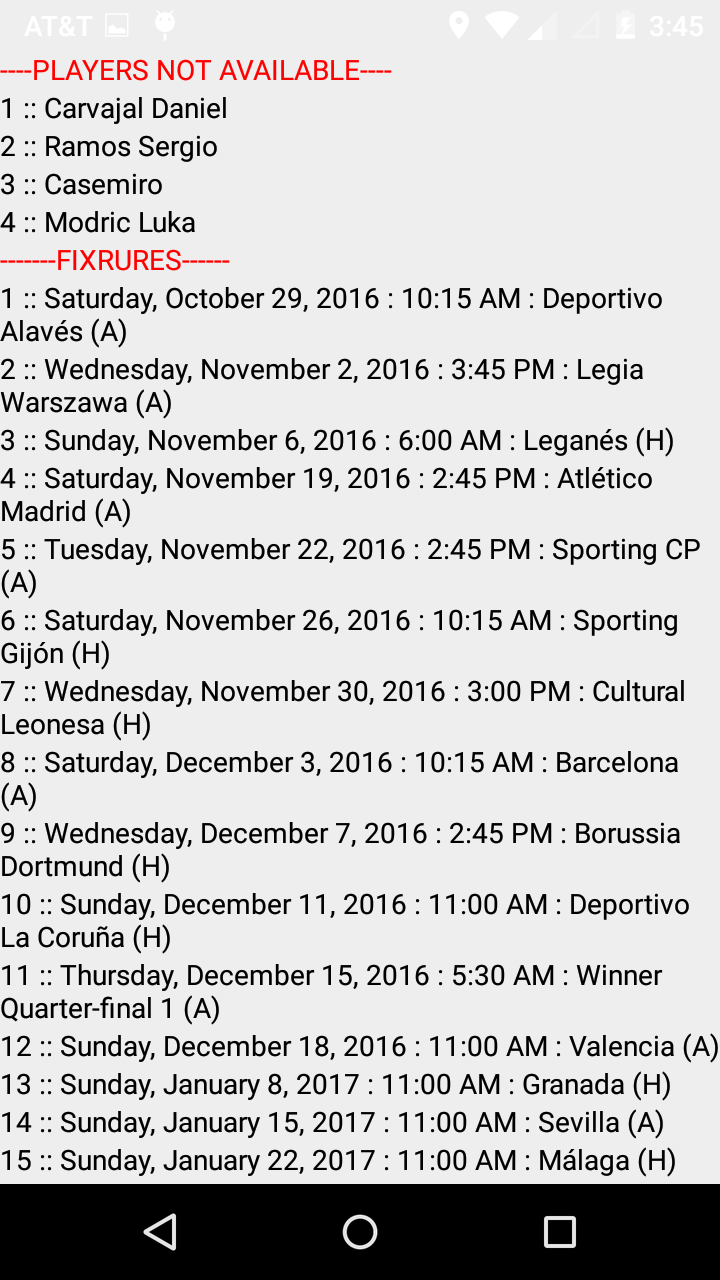 AT&T 3:45
----PLAYERS NOT AVAILABLE----
1 :: Carvajal Daniel
2 :: Ramos Sergio
3 :: Casemiro
4 :: Modric Luka
-------FIXRURES------
1 :: Saturday, October 29, 2016 : 10:15 AM : Deportivo
Alavés (A)
2 :: Wednesday, November 2, 2016 : 3:45 PM : Legia
Warszawa (A)
3 :: Sunday, November 6, 2016 : 6:00 AM : Leganés (H)
4 :: Saturday, November 19, 2016 : 2:45 PM : Atlético
Madrid (A)
5 :: Tuesday, November 22, 2016 : 2:45 PM : Sporting CP
(A)
6 :: Saturday, November 26, 2016 : 10:15 AM : Sporting
Gijón (H)
7 :: Wednesday, November 30, 2016 : 3:00 PM : Cultural
Leonesa (H)
8 :: Saturday, December 3, 2016 : 10:15 AM : Barcelona
(A)
9 :: Wednesday, December 7, 2016 : 2:45 PM : Borussia
Dortmund (H)
10 :: Sunday, December 11, 2016 : 11:00 AM : Deportivo
La Coruña (H)
11 :: Thursday, December 15, 2016 : 5:30 AM : Winner
Quarter-final 1 (A)
12 :: Sunday, December 18, 2016 : 11:00 AM : Valencia (A)
13 :: Sunday, January 8, 2017 : 11:00 AM : Granada (H)
14 :: Sunday, January 15, 2017 : 11:00 AM : Sevilla (A)
15 :: Sunday, January 22, 2017 : 11:00 AM : Málaga (H)